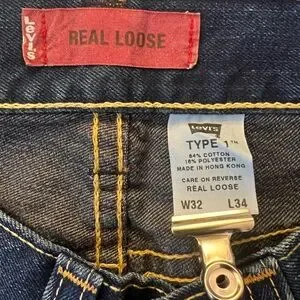 Levi's
REAL LOOSE
Levi's
TYPE 1™
84% COTTON
16% POLYESTER
MADE IN HONG KONG
CARE ON REVERSE
REAL LOOSE
W32 L34